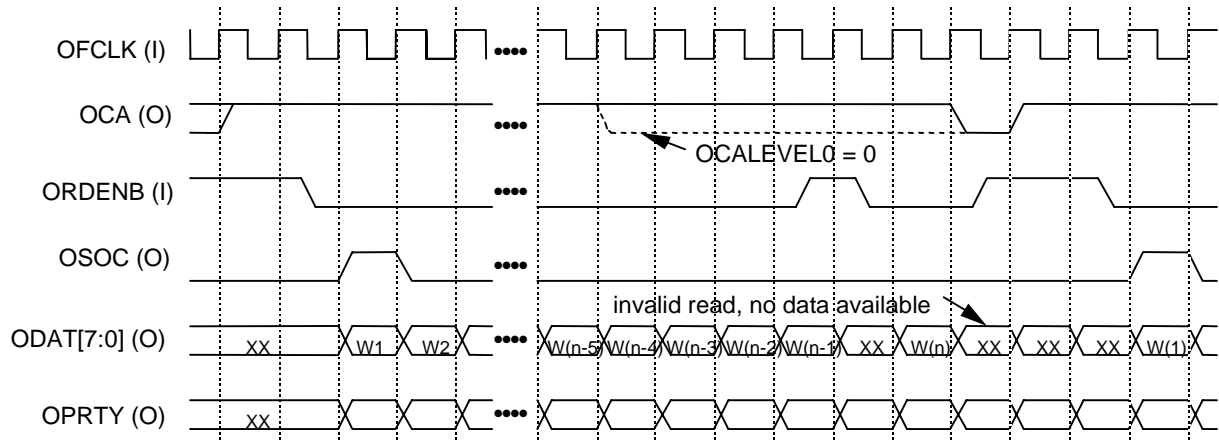 OFCLK (I)
••••
OCA (O)
••••
OCALEVEL0 = 0
ORDENB (I)
••••
OSOC (O)
••••
invalid read, no data available
ODAT[7:0] (O) XX W1 W2 •••• W(n-5) W(n-4) W(n-3) W(n-2) W(n-1) XX W(n) XX XX XX W(1)
OPRTY (O) XX ••••